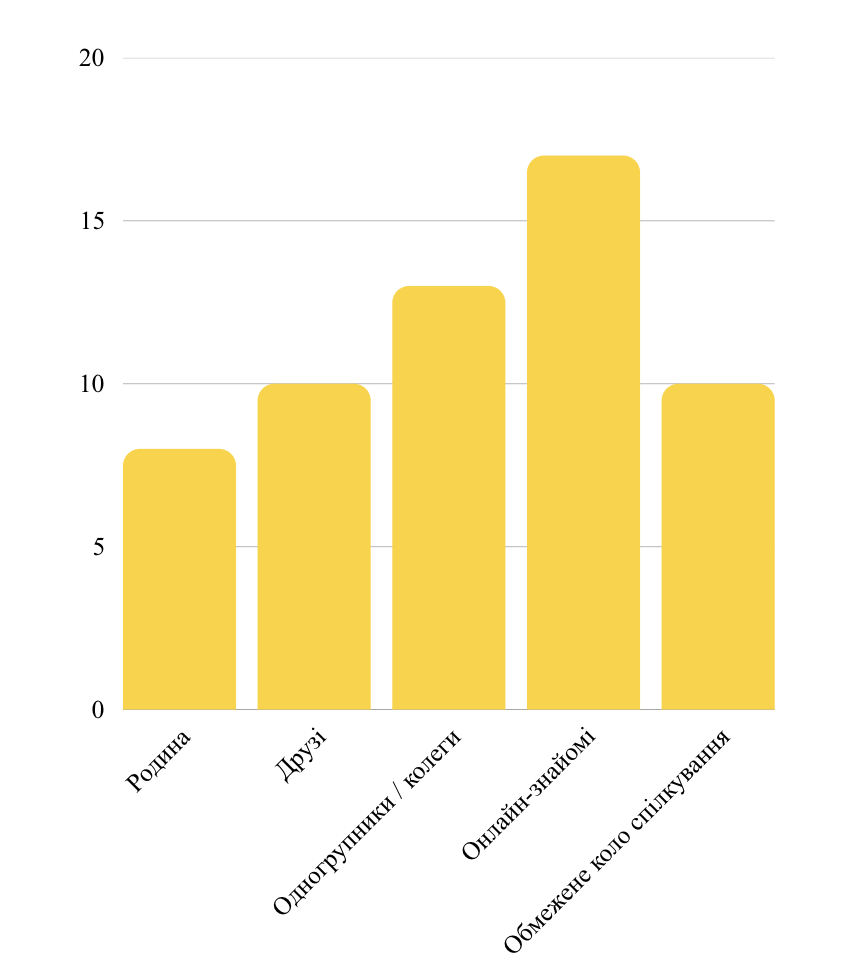 20
15
10
5
0
Родина
Друзі
Одногрупники / колеги
Онлайн-знайомі
Обмежене коло спілкування